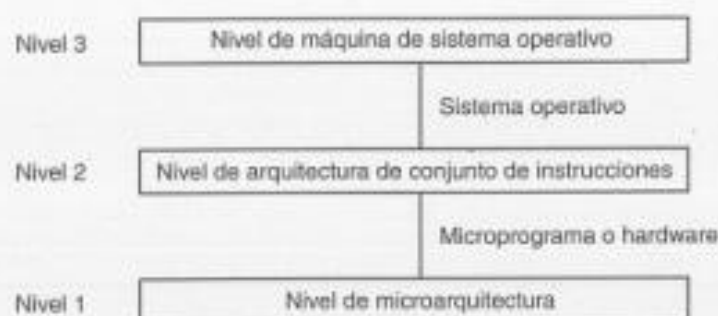 Nivel 3 Nivel de máquina de sistema operativo
Sistema operativo
Nivel 2 Nivel de arquitectura de conjunto de instrucciones
Microprograma o hardware
Nivel 1 Nivel de microarquitectura